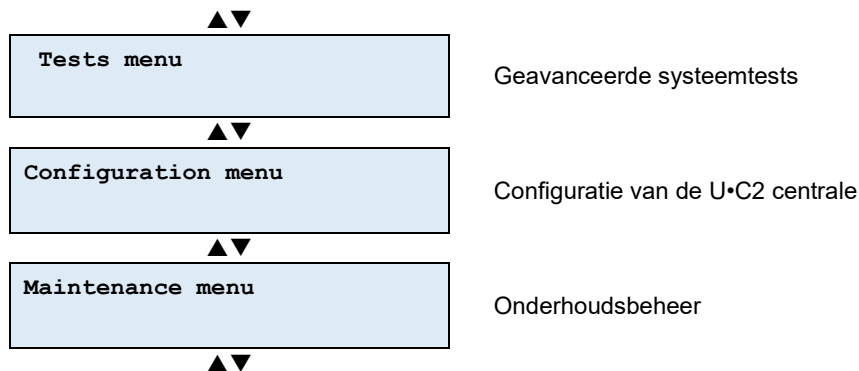 ▲▼
Tests menu
Geavanceerde systeemtests
▲▼
Configuration menu
Configuratie van de U•C2 centrale
▲▼
Maintenance menu
Onderhoudsbeheer
▲▼